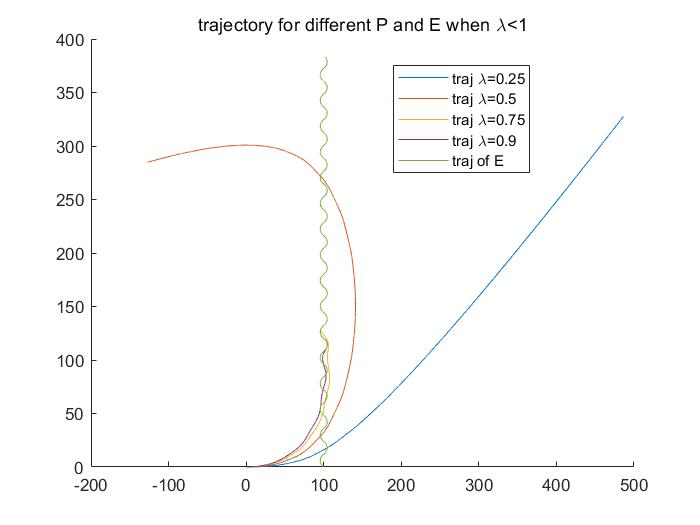 trajectory for different P and E when λ<1
400
350
300
250
200
150
100
50
0
-200 -100 0 100 200 300 400 500
traj λ=0.25
traj λ=0.5
traj λ=0.75
traj λ=0.9
traj of E